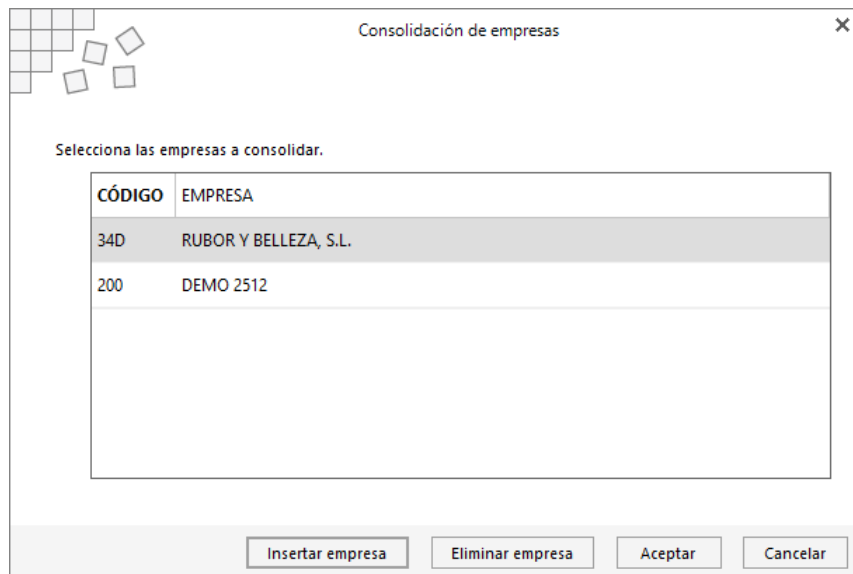 Consolidación de empresas
Selecciona las empresas a consolidar.
CÓDIGO EMPRESA
34D RUBOR Y BELLEZA, S.L.
200 DEMO 2512
Insertar empresa Eliminar empresa Aceptar Cancelar